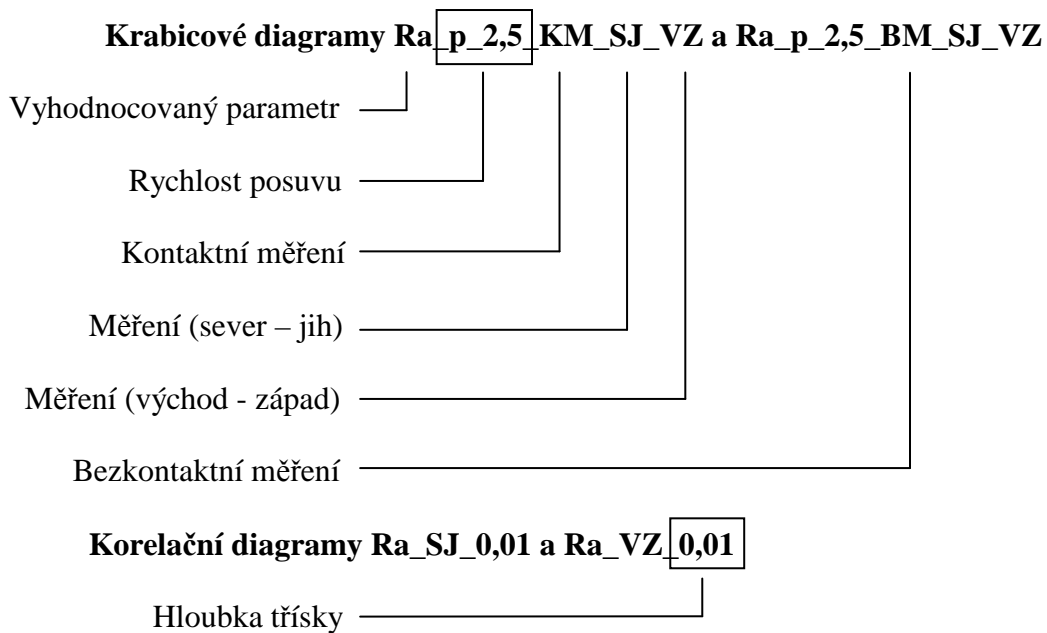 Krabicové diagramy Ra_p_2,5_KM_SJ_VZ a Ra_p_2,5_BM_SJ_VZ
Vyhodnocovaný parametr
Rychlost posuvu
Kontaktní měření
Měření (sever – jih)
Měření (východ - západ)
Bezkontaktní měření
Korelační diagramy Ra_SJ_0,01 a Ra_VZ_0,01
Hloubka třísky